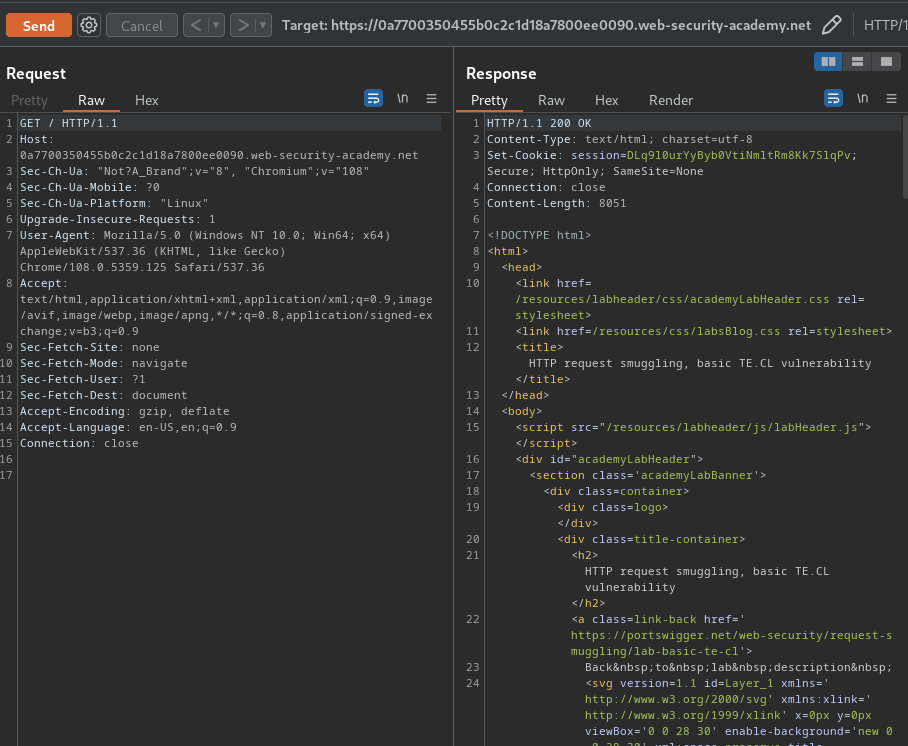 Send Cancel < > Target: https://0a7700350455b0c2c1d18a7800ee0090.web-security-academy.net HTTP/1
Request
Pretty Raw Hex \n
1 GET / HTTP/1.1
2 Host:
0a7700350455b0c2c1d18a7800ee0090.web-security-academy.net
3 Sec-Ch-Ua: "Not?A_Brand";v="8", "Chromium";v="108"
4 Sec-Ch-Ua-Mobile: ?0
5 Sec-Ch-Ua-Platform: "Linux"
6 Upgrade-Insecure-Requests: 1
7 User-Agent: Mozilla/5.0 (Windows NT 10.0; Win64; x64)
AppleWebKit/537.36 (KHTML, like Gecko)
Chrome/108.0.5359.125 Safari/537.36
8 Accept:
text/html,application/xhtml+xml,application/xml;q=0.9,image
/avif,image/webp,image/apng,*/*;q=0.8,application/signed-ex
change;v=b3;q=0.9
9 Sec-Fetch-Site: none
10 Sec-Fetch-Mode: navigate
11 Sec-Fetch-User: ?1
12 Sec-Fetch-Dest: document
13 Accept-Encoding: gzip, deflate
14 Accept-Language: en-US,en;q=0.9
15 Connection: close
16
17
Response
Pretty Raw Hex Render \n
1 HTTP/1.1 200 OK
2 Content-Type: text/html; charset=utf-8
3 Set-Cookie: session=DLq9l0urYyByb0VtiNmltRm8Kk7SlqPv;
Secure; HttpOnly; SameSite=None
4 Connection: close
5 Content-Length: 8051
6
7 <!DOCTYPE html>
8 <html>
9 <head>
10 <link href=
/resources/labheader/css/academyLabHeader.css rel=
stylesheet>
11 <link href=/resources/css/labsBlog.css rel=stylesheet>
12 <title>
HTTP request smuggling, basic TE.CL vulnerability
</title>
13 </head>
14 <body>
15 <script src="/resources/labheader/js/labHeader.js">
</script>
16 <div id="academyLabHeader">
17 <section class='academyLabBanner'>
18 <div class=container>
19 <div class=logo>
</div>
20 <div class=title-container>
21 <h2>
HTTP request smuggling, basic TE.CL
vulnerability
</h2>
22 <a class=link-back href='
https://portswigger.net/web-security/request-s
muggling/lab-basic-te-cl'>
23 Back&nbsp;to&nbsp;lab&nbsp;description&nbsp;
24 <svg version=1.1 id=Layer_1 xmlns='
http://www.w3.org/2000/svg' xmlns:xlink='
http://www.w3.org/1999/xlink' x=0px y=0px
viewBox='0 0 28 30' enable-background='new 0